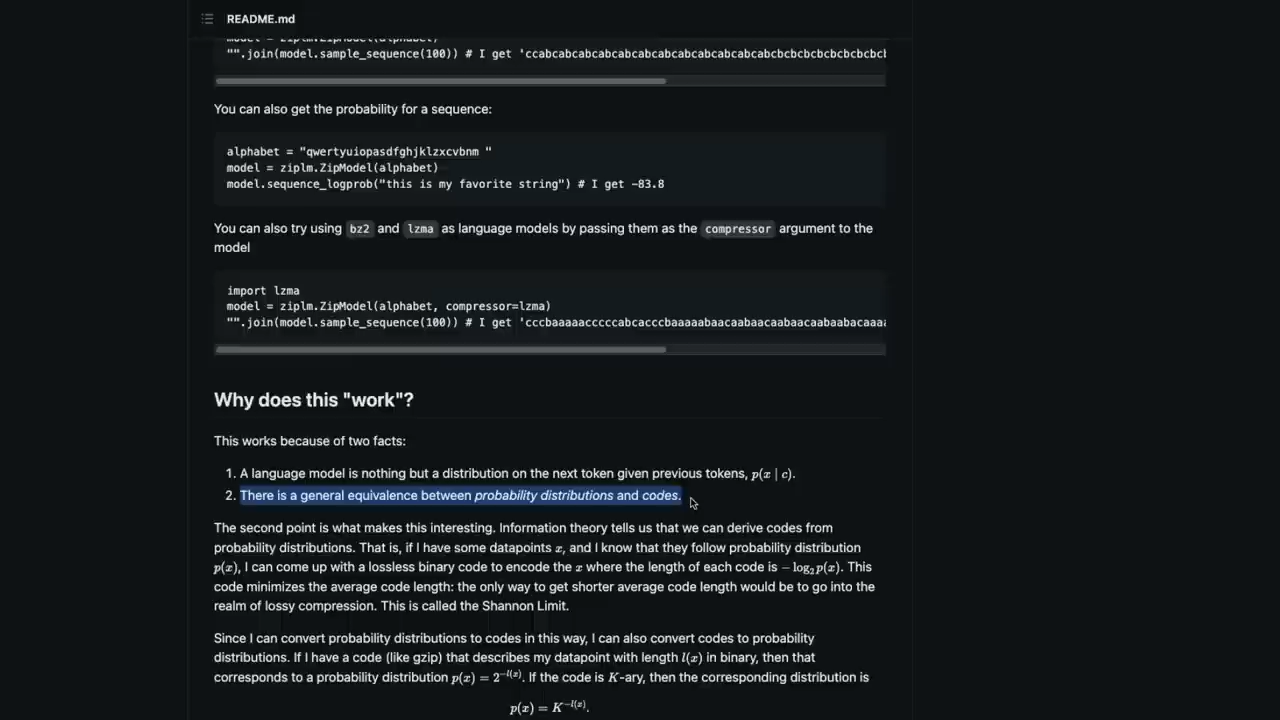 README.md
model = ziplm.ZipModel(alphabet)
"".join(model.sample_sequence(100)) # I get 'ccabcabcabcabcabcabcabcabcabcabcabcabcabcbcbcbcbcbcbcbcb
You can also get the probability for a sequence:
alphabet = "qwertyuiopasdfghjklzxcvbnm "
model = ziplm.ZipModel(alphabet)
model.sequence_logprob("this is my favorite string") # I get -83.8
You can also try using bz2 and lzma as language models by passing them as the compressor argument to the
model
import lzma
model = ziplm.ZipModel(alphabet, compressor=lzma)
"".join(model.sample_sequence(100)) # I get 'cccbaaaaacccccabcacccbaaaaabaacaabaacaabaacaabaabacaaaa
Why does this "work"?
This works because of two facts:
1. A language model is nothing but a distribution on the next token given previous tokens, p(x | c).
2. There is a general equivalence between probability distributions and codes.
The second point is what makes this interesting. Information theory tells us that we can derive codes from
probability distributions. That is, if I have some datapoints x, and I know that they follow probability distribution
p(x), I can come up with a lossless binary code to encode the x where the length of each code is − log₂ p(x). This
code minimizes the average code length: the only way to get shorter average code length would be to go into the
realm of lossy compression. This is called the Shannon Limit.
Since I can convert probability distributions to codes in this way, I can also convert codes to probability
distributions. If I have a code (like gzip) that describes my datapoint with length l(x) in binary, then that
corresponds to a probability distribution p(x) = 2^{−l(x)}. If the code is K-ary, then the corresponding distribution is
p(x) = K^{−l(x)}.